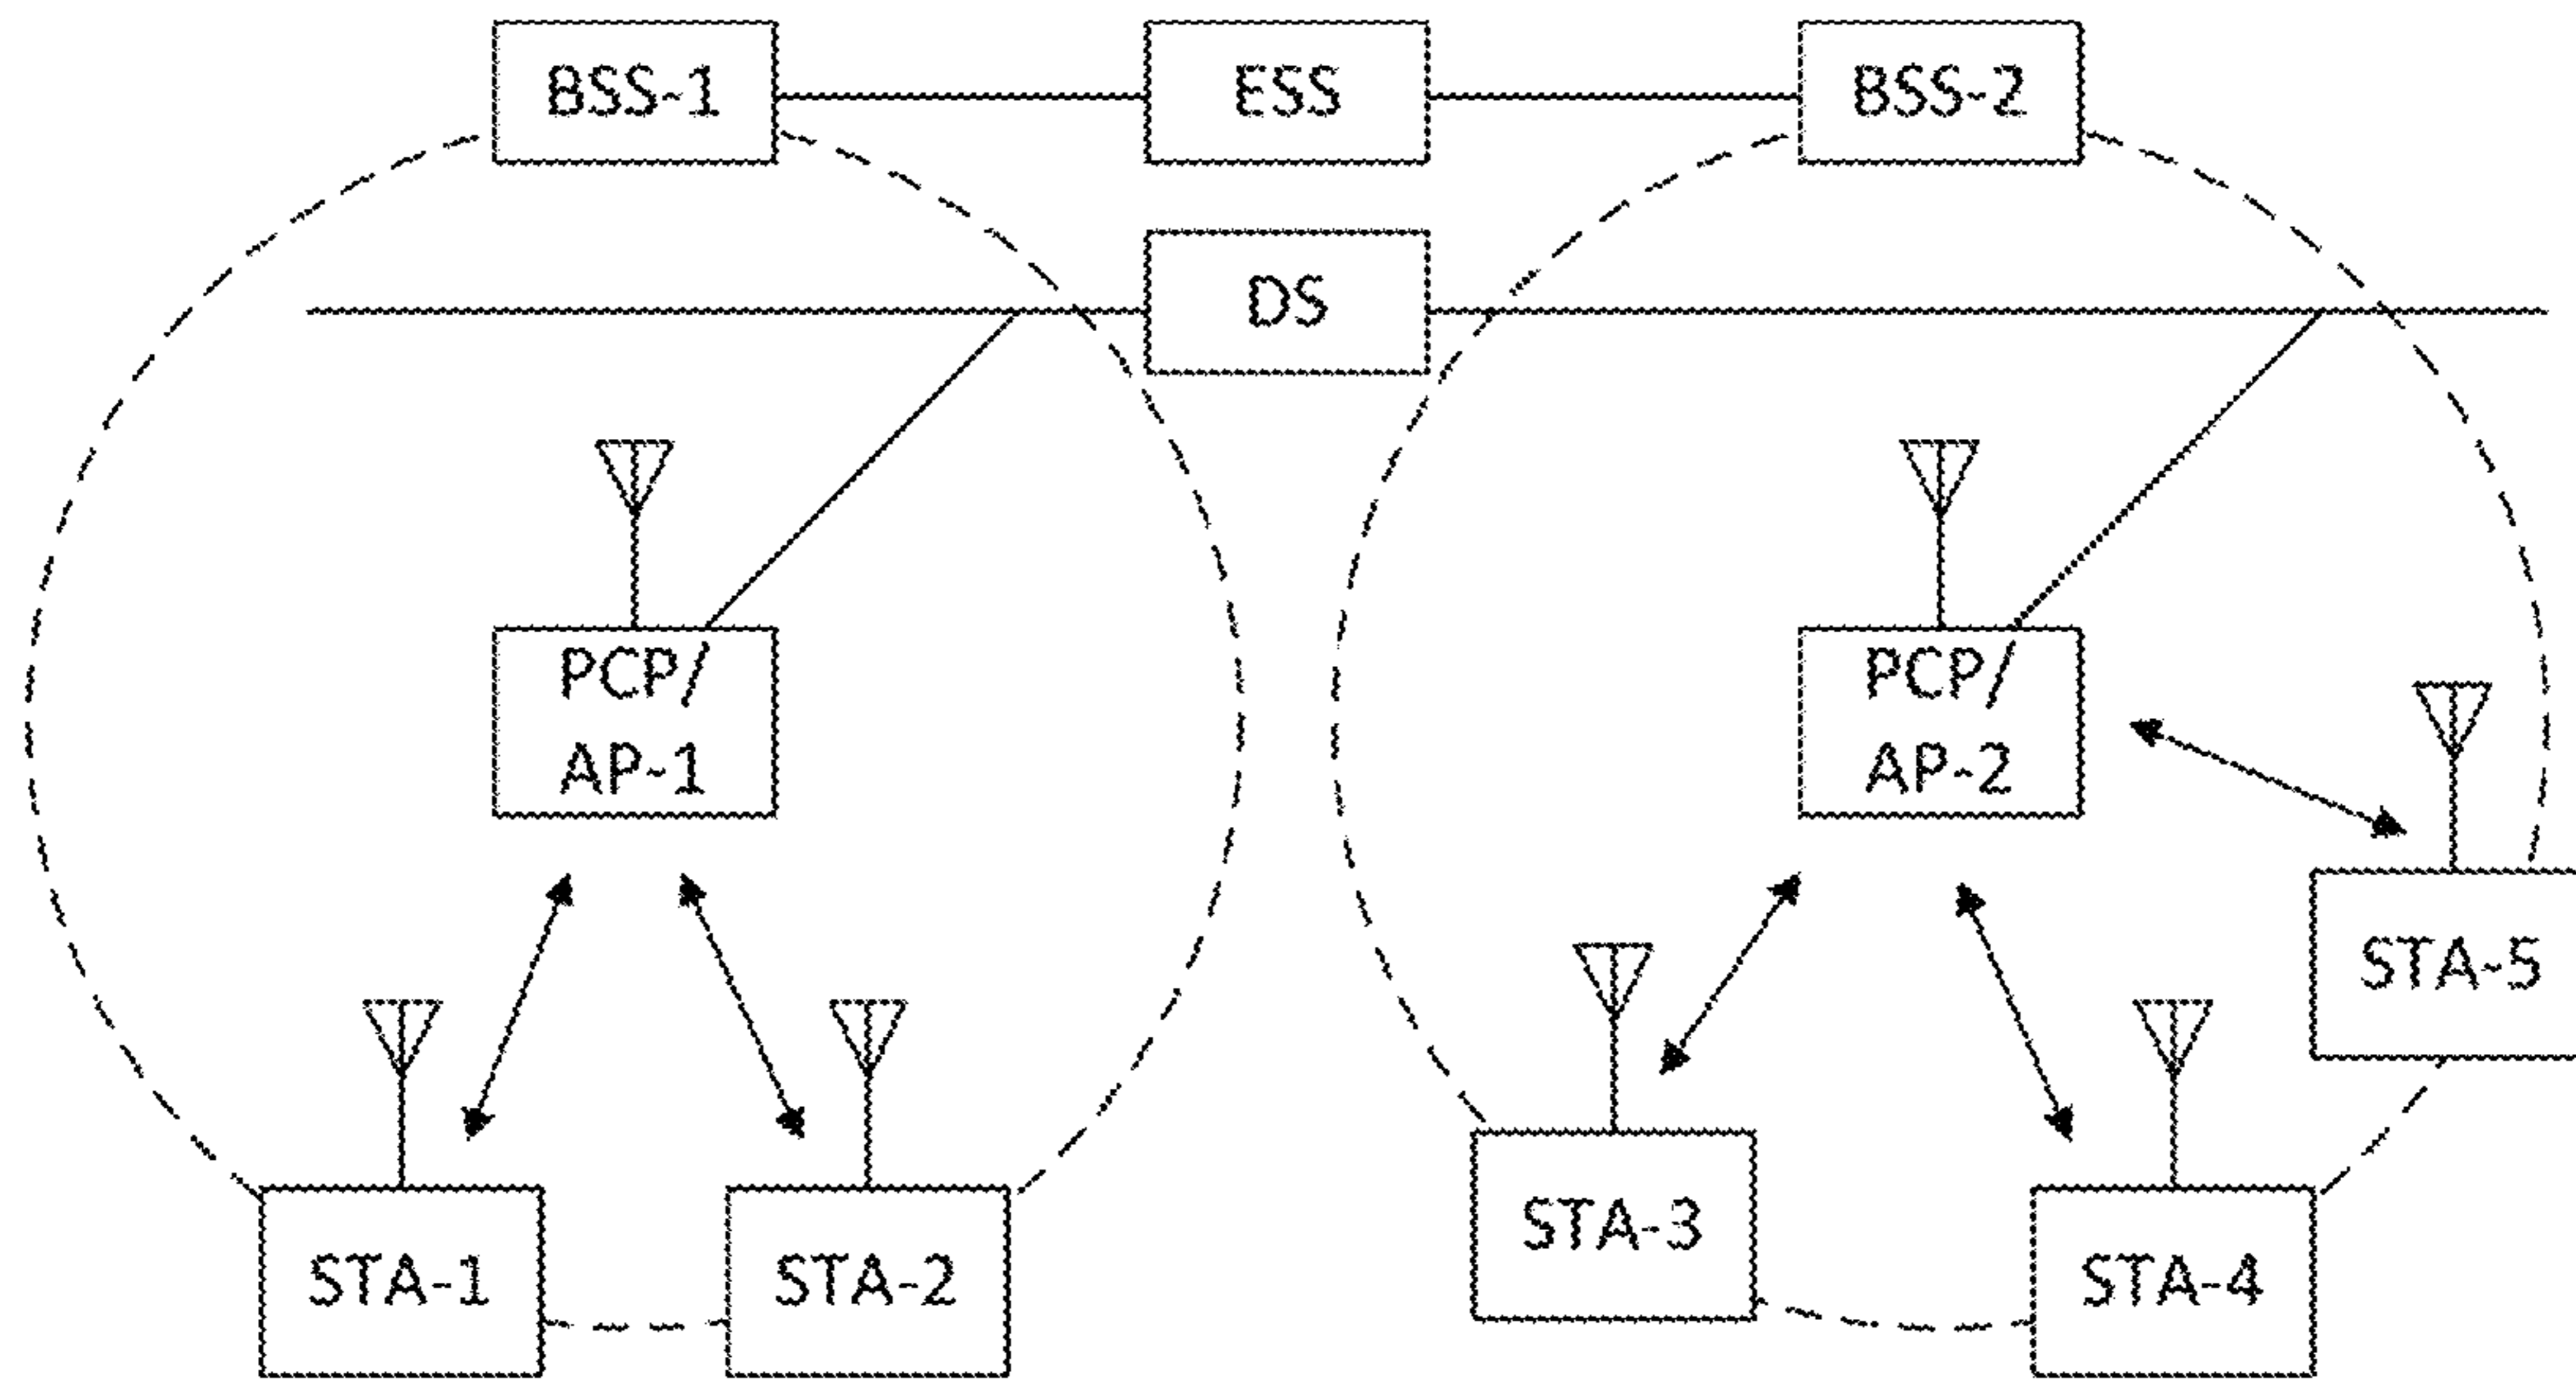 BSS-1
ESS
BSS-2
DS
PCP/
AP-1
PCP/
AP-2
STA-5
STA-3
STA-1
STA-2
STA-4